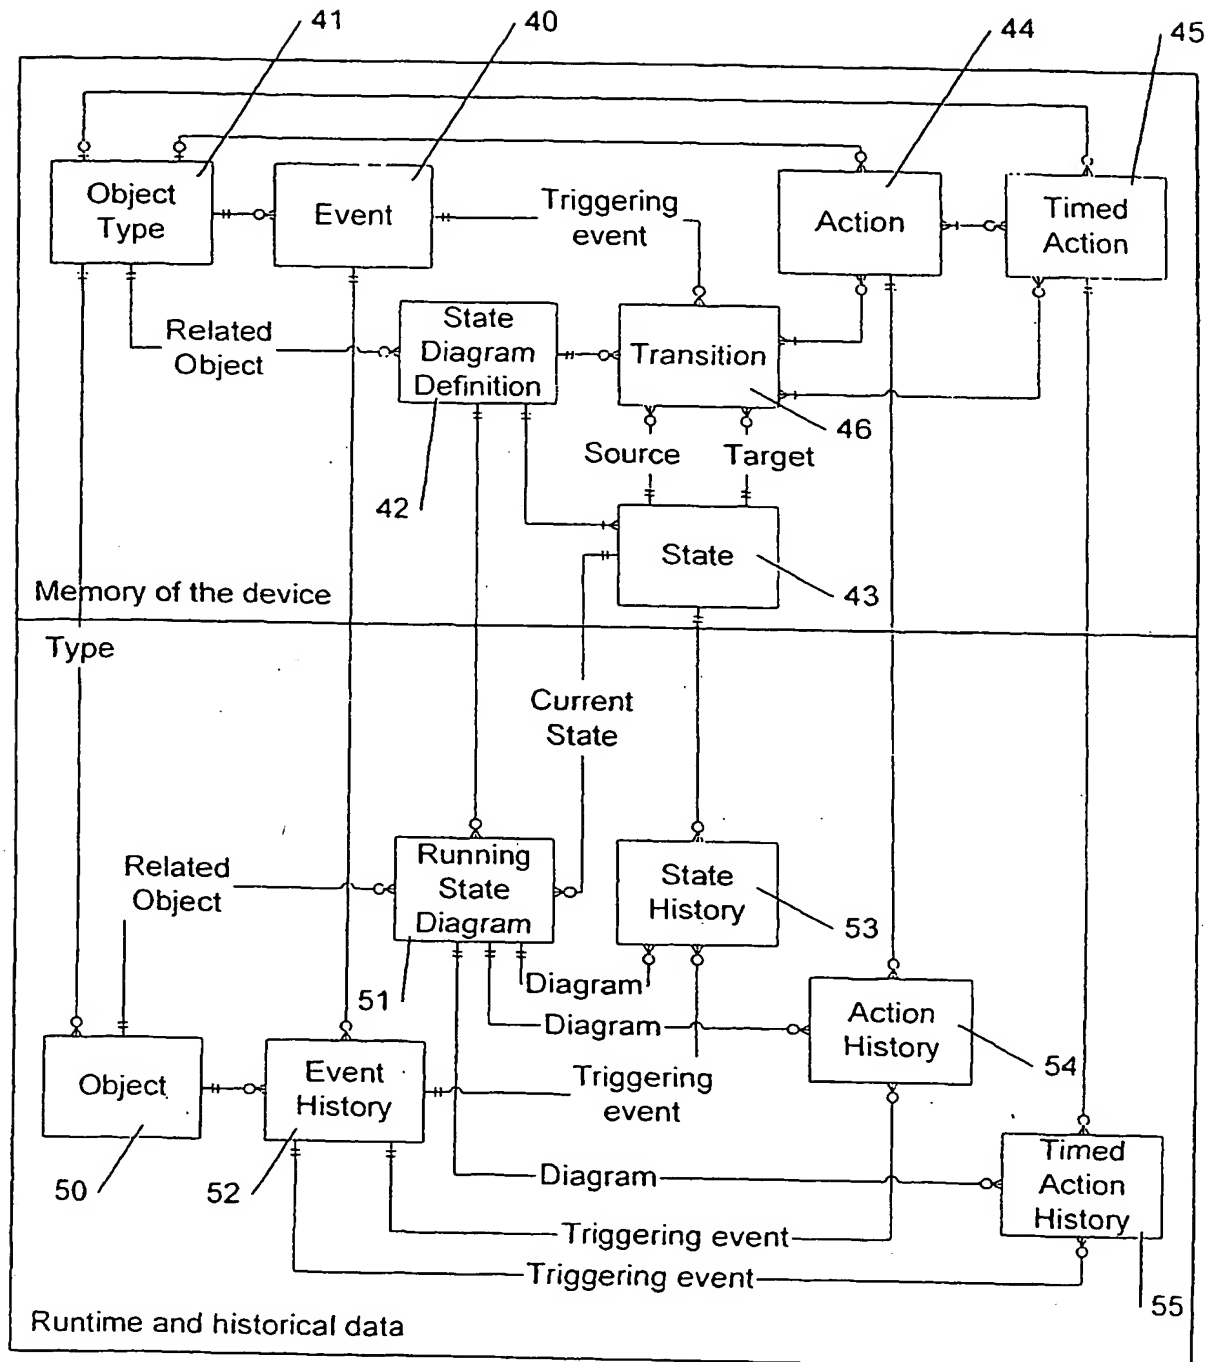 41
40
44
45
Object
Type
Event
Triggering
event
Action
Timed
Action
Related
Object
State
Diagram
Definition
Transition
46
Source
Target
42
State
43
Memory of the device
Type
Current
State
Related
Object
Running
State
Diagram
State
History
53
51
Diagram
Diagram
Action
History
54
Object
Event
History
Triggering
event
50
52
Diagram
Timed
Action
History
Triggering event
Triggering event
55
Runtime and historical data